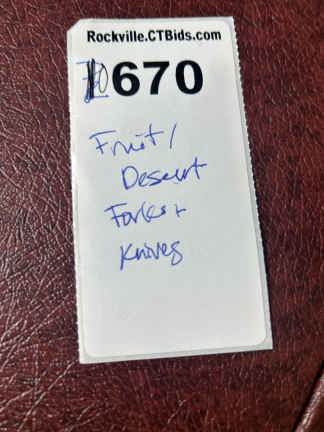 Rockville.CTBids.com
670
Fruit/
Desert
Forks +
Knives